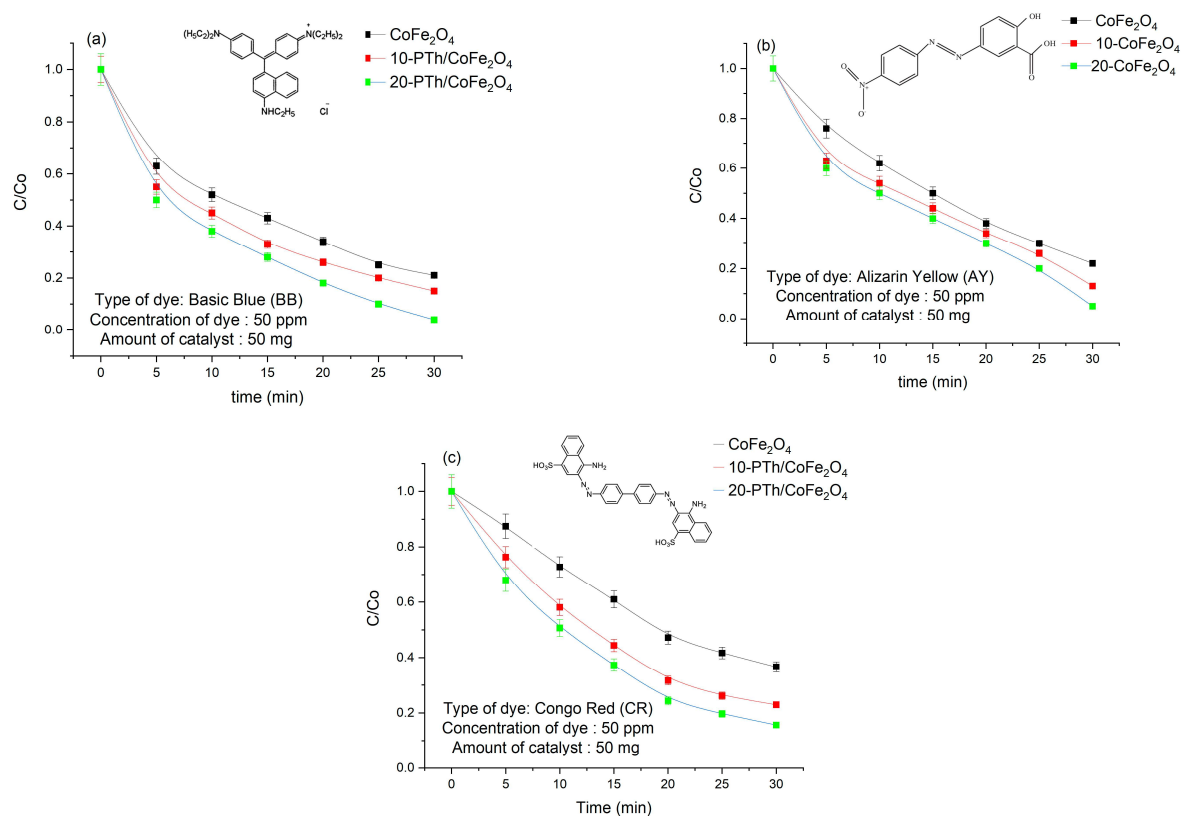 (a)
(H5C2)2N
N(C2H5)2
+
NHC2H5
Cl⁻
CoFe2O4
10-PTh/CoFe2O4
20-PTh/CoFe2O4
C/Co
1.0
0.8
0.6
0.4
0.2
0.0
Type of dye: Basic Blue (BB)
Concentration of dye : 50 ppm
Amount of catalyst : 50 mg
0 5 10 15 20 25 30
time (min)
(b)
OH
OH
O
N
N
O
N+
O-
CoFe2O4
10-CoFe2O4
20-CoFe2O4
C/Co
1.0
0.8
0.6
0.4
0.2
0.0
Type of dye: Alizarin Yellow (AY)
Concentration of dye : 50 ppm
Amount of catalyst : 50 mg
0 5 10 15 20 25 30
time (min)
(c)
NH2
HO3S
N
N
N
N
NH2
HO3S
CoFe2O4
10-PTh/CoFe2O4
20-PTh/CoFe2O4
C/Co
1.0
0.8
0.6
0.4
0.2
0.0
Type of dye: Congo Red (CR)
Concentration of dye : 50 ppm
Amount of catalyst : 50 mg
0 5 10 15 20 25 30
Time (min)